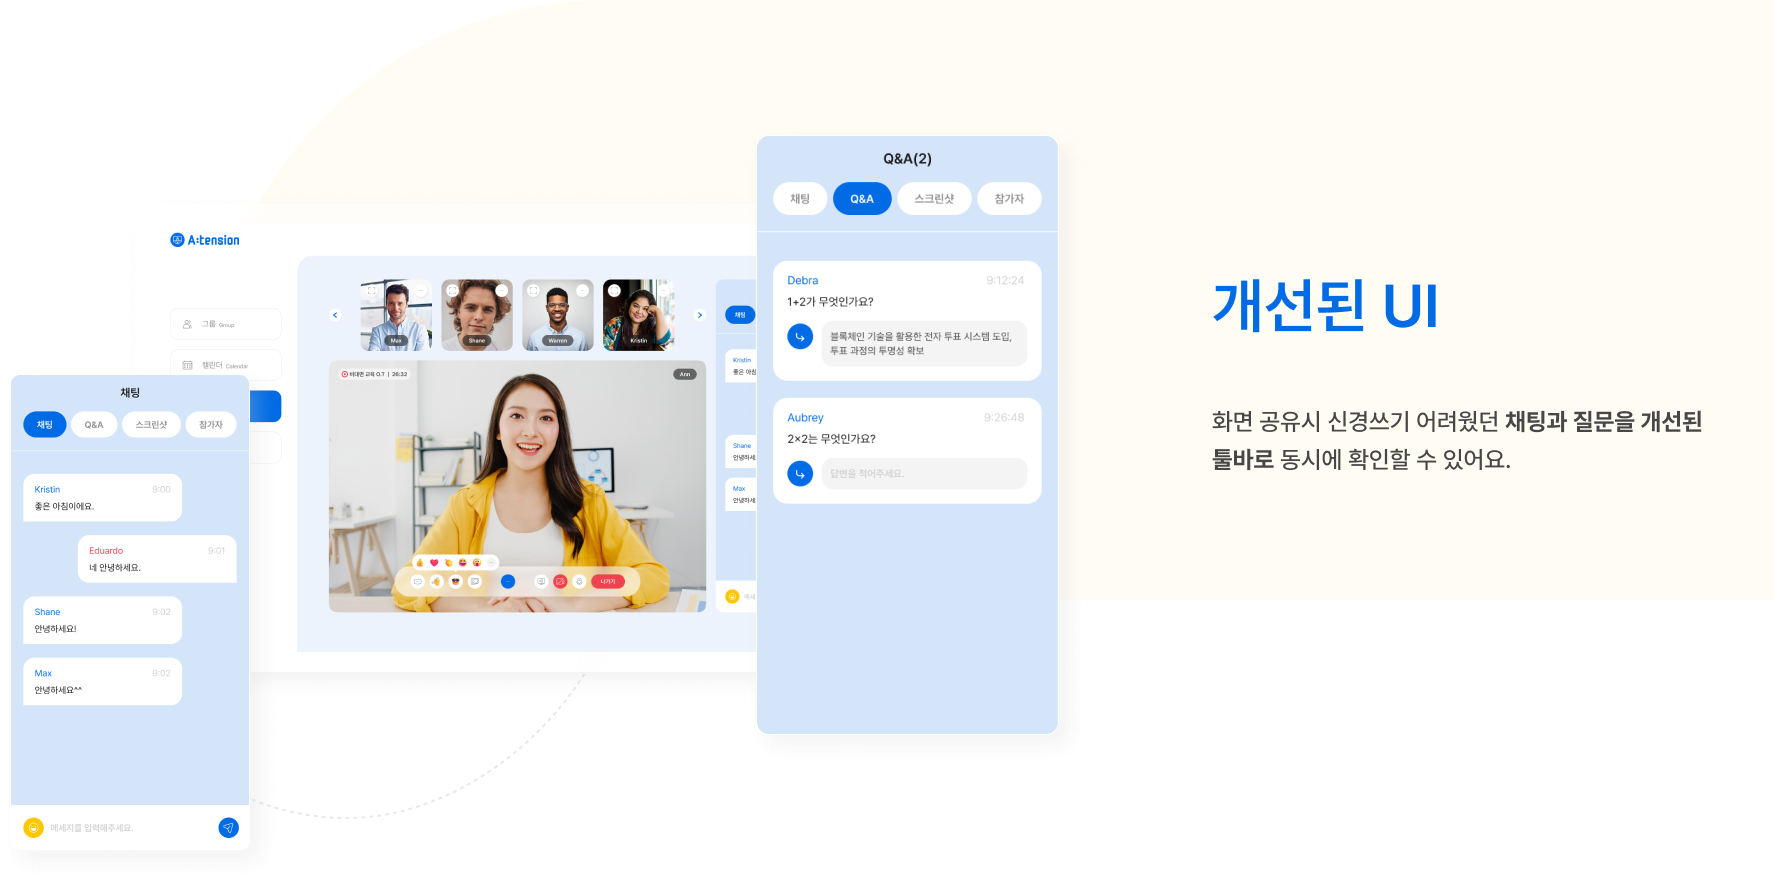 A:tension
그룹 Group
캘린더 Calendar
Max
Shane
Warren
Kristin
비대면 교육 O.T | 26:32
Ann
나가기
채팅
Kristin
좋은 아침
Shane
안녕하세
Max
안녕하세
메세
채팅
채팅
Q&A
스크린샷
참가자
Kristin 9:00
좋은 아침이에요.
Eduardo 9:01
네 안녕하세요.
Shane 9:02
안녕하세요!
Max 9:02
안녕하세요^^
메세지를 입력해주세요.
Q&A(2)
채팅
Q&A
스크린샷
참가자
Debra 9:12:24
1+2가 무엇인가요?
블록체인 기술을 활용한 전자 투표 시스템 도입,
투표 과정의 투명성 확보
Aubrey 9:26:48
2×2는 무엇인가요?
답변을 적어주세요.
개선된 UI
화면 공유시 신경쓰기 어려웠던 채팅과 질문을 개선된
툴바로 동시에 확인할 수 있어요.